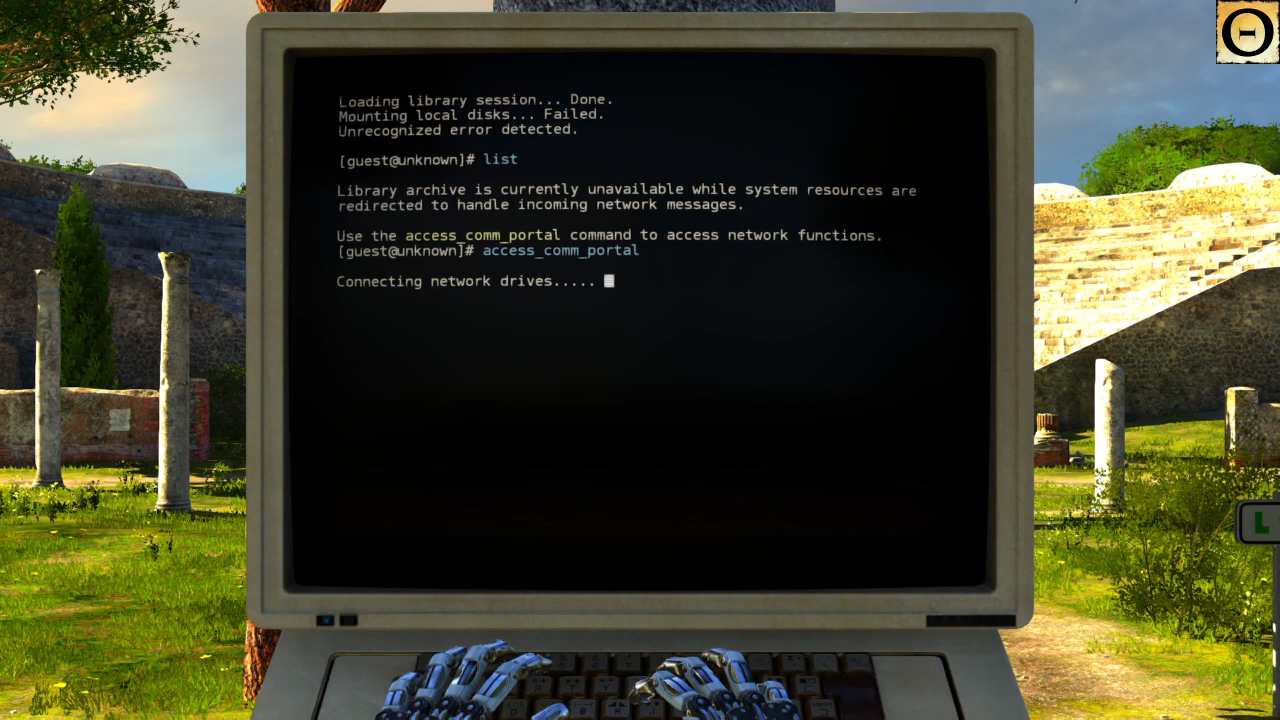 Θ
Loading library session... Done.
Mounting local disks... Failed.
Unrecognized error detected.
[guest@unknown]# list
Library archive is currently unavailable while system resources are
redirected to handle incoming network messages.
Use the access_comm_portal command to access network functions.
[guest@unknown]# access_comm_portal
Connecting network drives.....
L